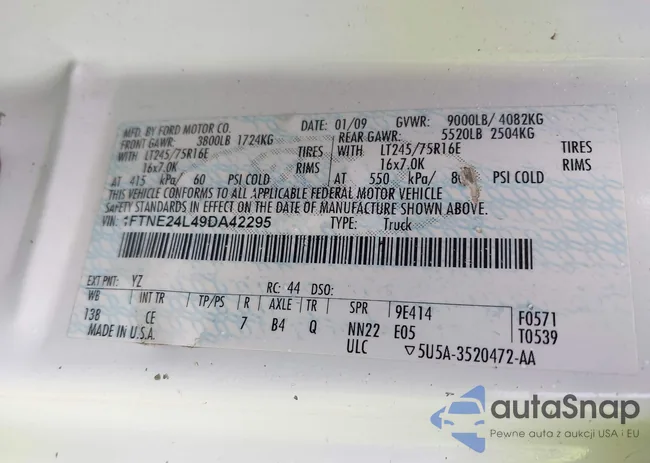 MFD. BY FORD MOTOR CO.
DATE: 01/09 GVWR: 9000LB/ 4082KG
FRONT GAWR: 3800LB 1724KG
REAR GAWR: 5520LB 2504KG
WITH LT245/75R16E TIRES
WITH LT245/75R16E TIRES
16x7.0K RIMS
16x7.0K RIMS
AT 415 kPa/ 60 PSI COLD
AT 550 kPa/ 8 PSI COLD
THIS VEHICLE CONFORMS TO ALL APPLICABLE FEDERAL MOTOR VEHICLE
SAFETY STANDARDS IN EFFECT ON THE DATE OF MANUFACTURE SHOWN ABOVE.
VIN: 1FTNE24L49DA42295 TYPE: Truck
EXT PNT: YZ RC: 44 DSO:
WB INT TR TP/PS R AXLE TR SPR 9E414 F0571
138 CE 7 B4 Q NN22 E05 T0539
MADE IN U.S.A. ULC ▽5U5A-3520472-AA
autaSnap
Pewne auta z aukcji USA i EU